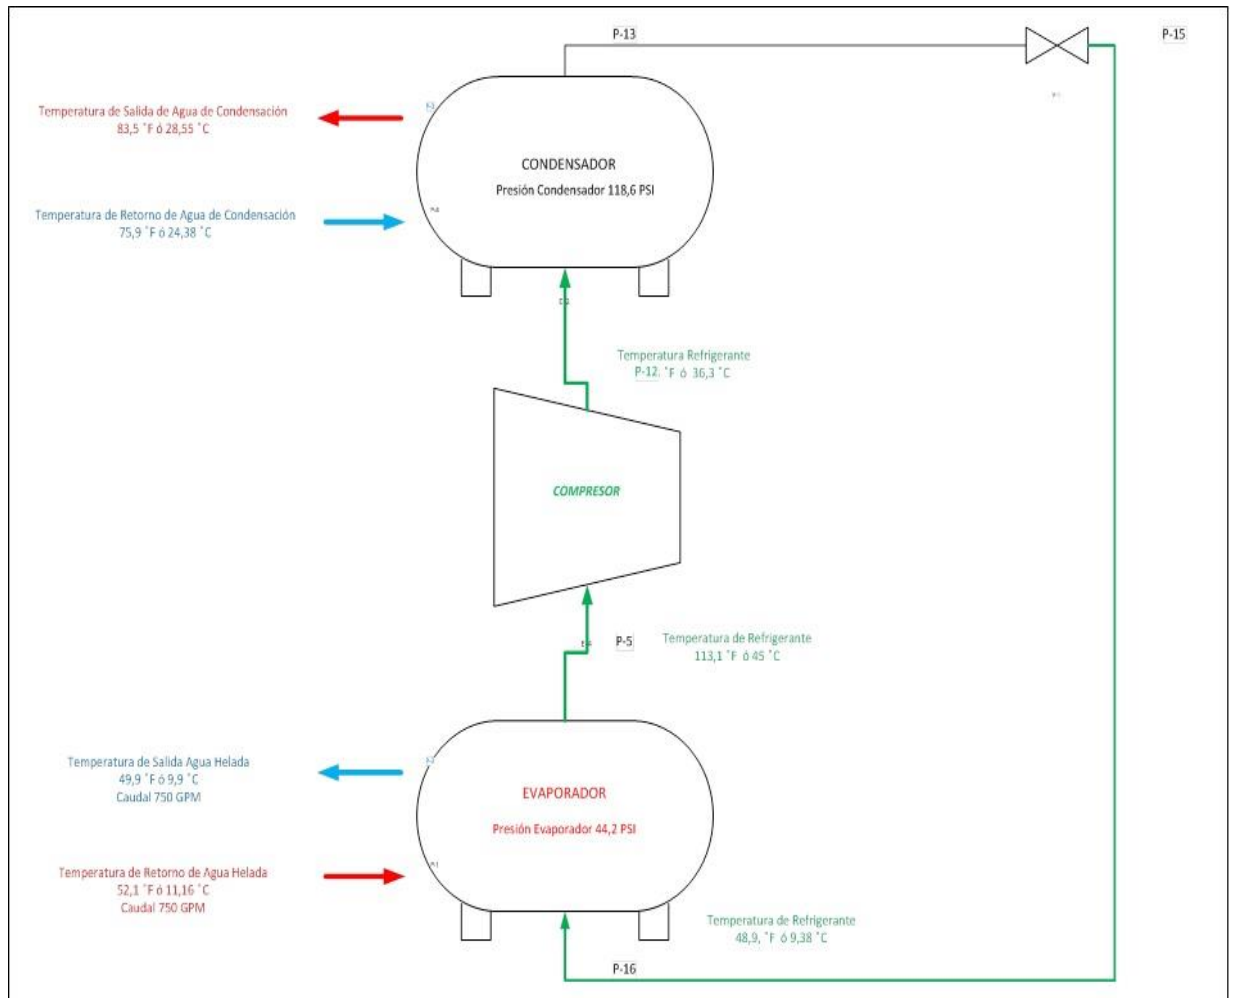 P-13
P-15
Temperatura de Salida de Agua de Condensación
83,5 ˚F ó 28,55 ˚C
CONDENSADOR
Presión Condensador 118,6 PSI
Temperatura de Retorno de Agua de Condensación
75,9 ˚F ó 24,38 ˚C
Temperatura Refrigerante
P-12. ˚F ó 36,3 ˚C
COMPRESOR
P-5
Temperatura de Refrigerante
113,1 ˚F ó 45 ˚C
Temperatura de Salida Agua Helada
49,9 ˚F ó 9,9 ˚C
Caudal 750 GPM
EVAPORADOR
Presión Evaporador 44,2 PSI
Temperatura de Retorno de Agua Helada
52,1 ˚F ó 11,16 ˚C
Caudal 750 GPM
Temperatura de Refrigerante
48,9, ˚F ó 9,38 ˚C
P-16